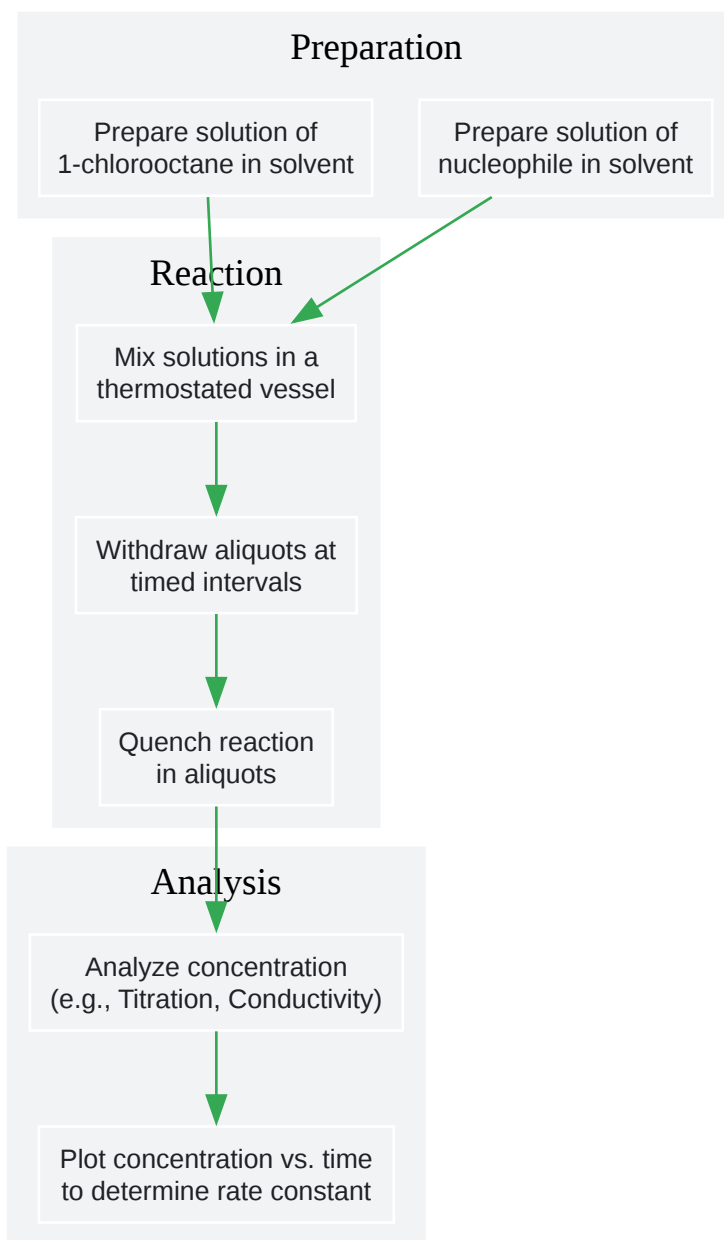 Preparation
Prepare solution of
1-chlorooctane in solvent
Prepare solution of
nucleophile in solvent
Reaction
Mix solutions in a
thermostated vessel
Withdraw aliquots at
timed intervals
Quench reaction
in aliquots
Analysis
Analyze concentration
(e.g., Titration, Conductivity)
Plot concentration vs. time
to determine rate constant